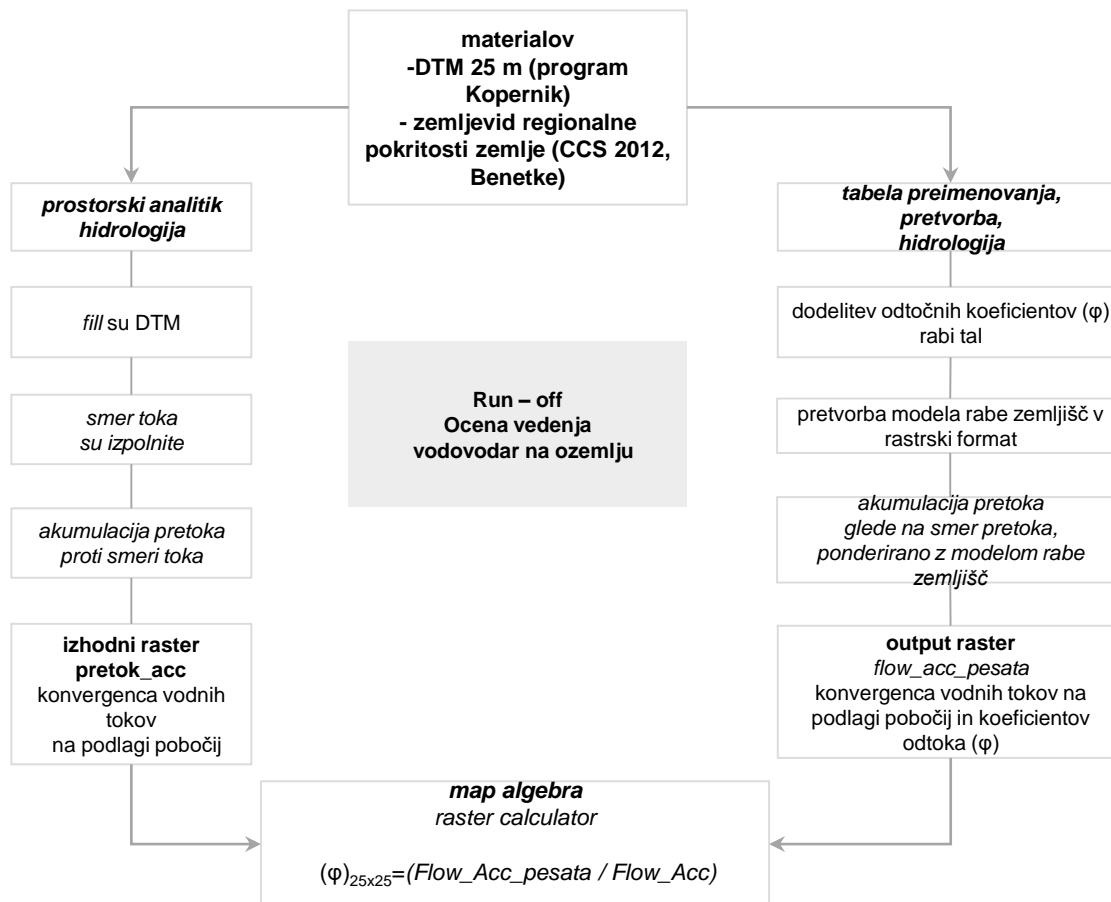 materialov
-DTM 25 m (program
Kopernik)
- zemljevid regionalne
pokritosti zemlje (CCS 2012,
Benetke)
prostorski analitik
hidrologija
fill su DTM
smer toka
su izpolnite
akumulacija pretoka
proti smeri toka
izhodni raster
pretok_acc
konvergenca vodnih
tokov
na podlagi pobočij
Run – off
Ocena vedenja
vodovodar na ozemlju
tabela preimenovanja,
pretvorba,
hidrologija
dodelitev odtočnih koeficientov (φ)
rabi tal
pretvorba modela rabe zemljišč v
rastrski format
akumulacija pretoka
glede na smer pretoka,
ponderirano z modelom rabe
zemljišč
output raster
flow_acc_pesata
konvergenca vodnih tokov na
podlagi pobočij in koeficientov
odtoka (φ)
map algebra
raster calculator
(φ)25x25=(Flow_Acc_pesata / Flow_Acc)